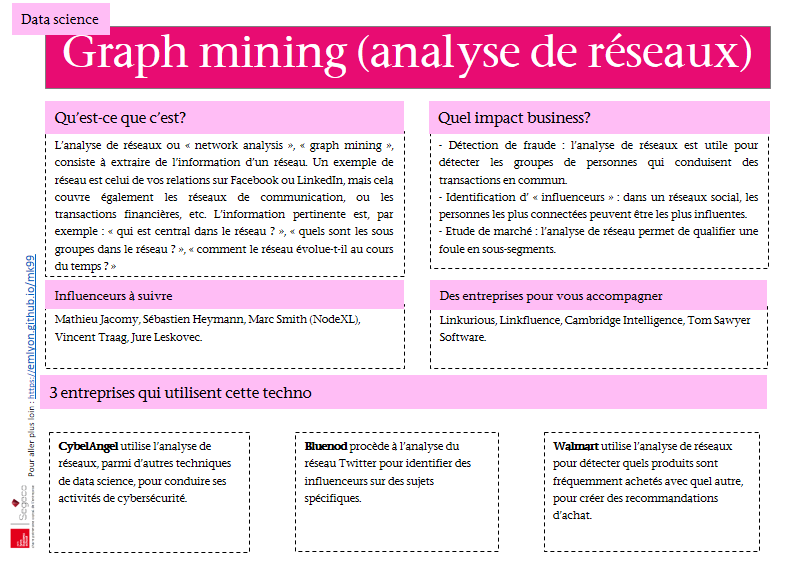 Data science
Graph mining (analyse de réseaux)
Qu'est-ce que c'est?
L'analyse de réseaux ou « network analysis », « graph mining »,
consiste à extraire de l'information d'un réseau. Un exemple de
réseau est celui de vos relations sur Facebook ou LinkedIn, mais cela
couvre également les réseaux de communication, ou les
transactions financières, etc. L'information pertinente est, par
exemple : « qui est central dans le réseau ? », « quels sont les sous
groupes dans le réseau ? », « comment le réseau évolue-t-il au cours
du temps ? »
Quel impact business?
- Détection de fraude : l'analyse de réseaux est utile pour
détecter les groupes de personnes qui conduisent des
transactions en commun.
- Identification d' « influenceurs » : dans un réseaux social, les
personnes les plus connectées peuvent être les plus influentes.
- Etude de marché : l'analyse de réseau permet de qualifier une
foule en sous-segments.
Influenceurs à suivre
Mathieu Jacomy, Sébastien Heymann, Marc Smith (NodeXL),
Vincent Traag, Jure Leskovec.
Des entreprises pour vous accompagner
Linkurious, Linkfluence, Cambridge Intelligence, Tom Sawyer
Software.
3 entreprises qui utilisent cette techno
CybelAngel utilise l'analyse de
réseaux, parmi d'autres techniques
de data science, pour conduire ses
activités de cybersécurité.
Bluenod procède à l'analyse du
réseau Twitter pour identifier des
influenceurs sur des sujets
spécifiques.
Walmart utilise l'analyse de réseaux
pour détecter quels produits sont
fréquemment achetés avec quel autre,
pour créer des recommandations
d'achat.
Pour aller plus loin : https://emlyon.github.io/mk99
Segeco